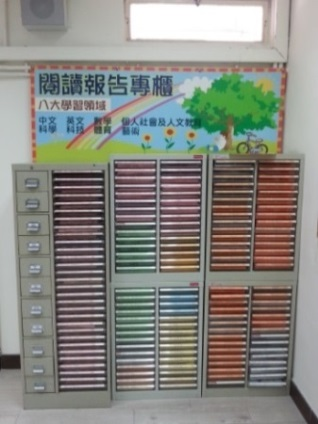 閱讀報告專櫃
八大學習領域
中文 英文 數學 個人社會及人文教育
科學 科技 體育 藝術